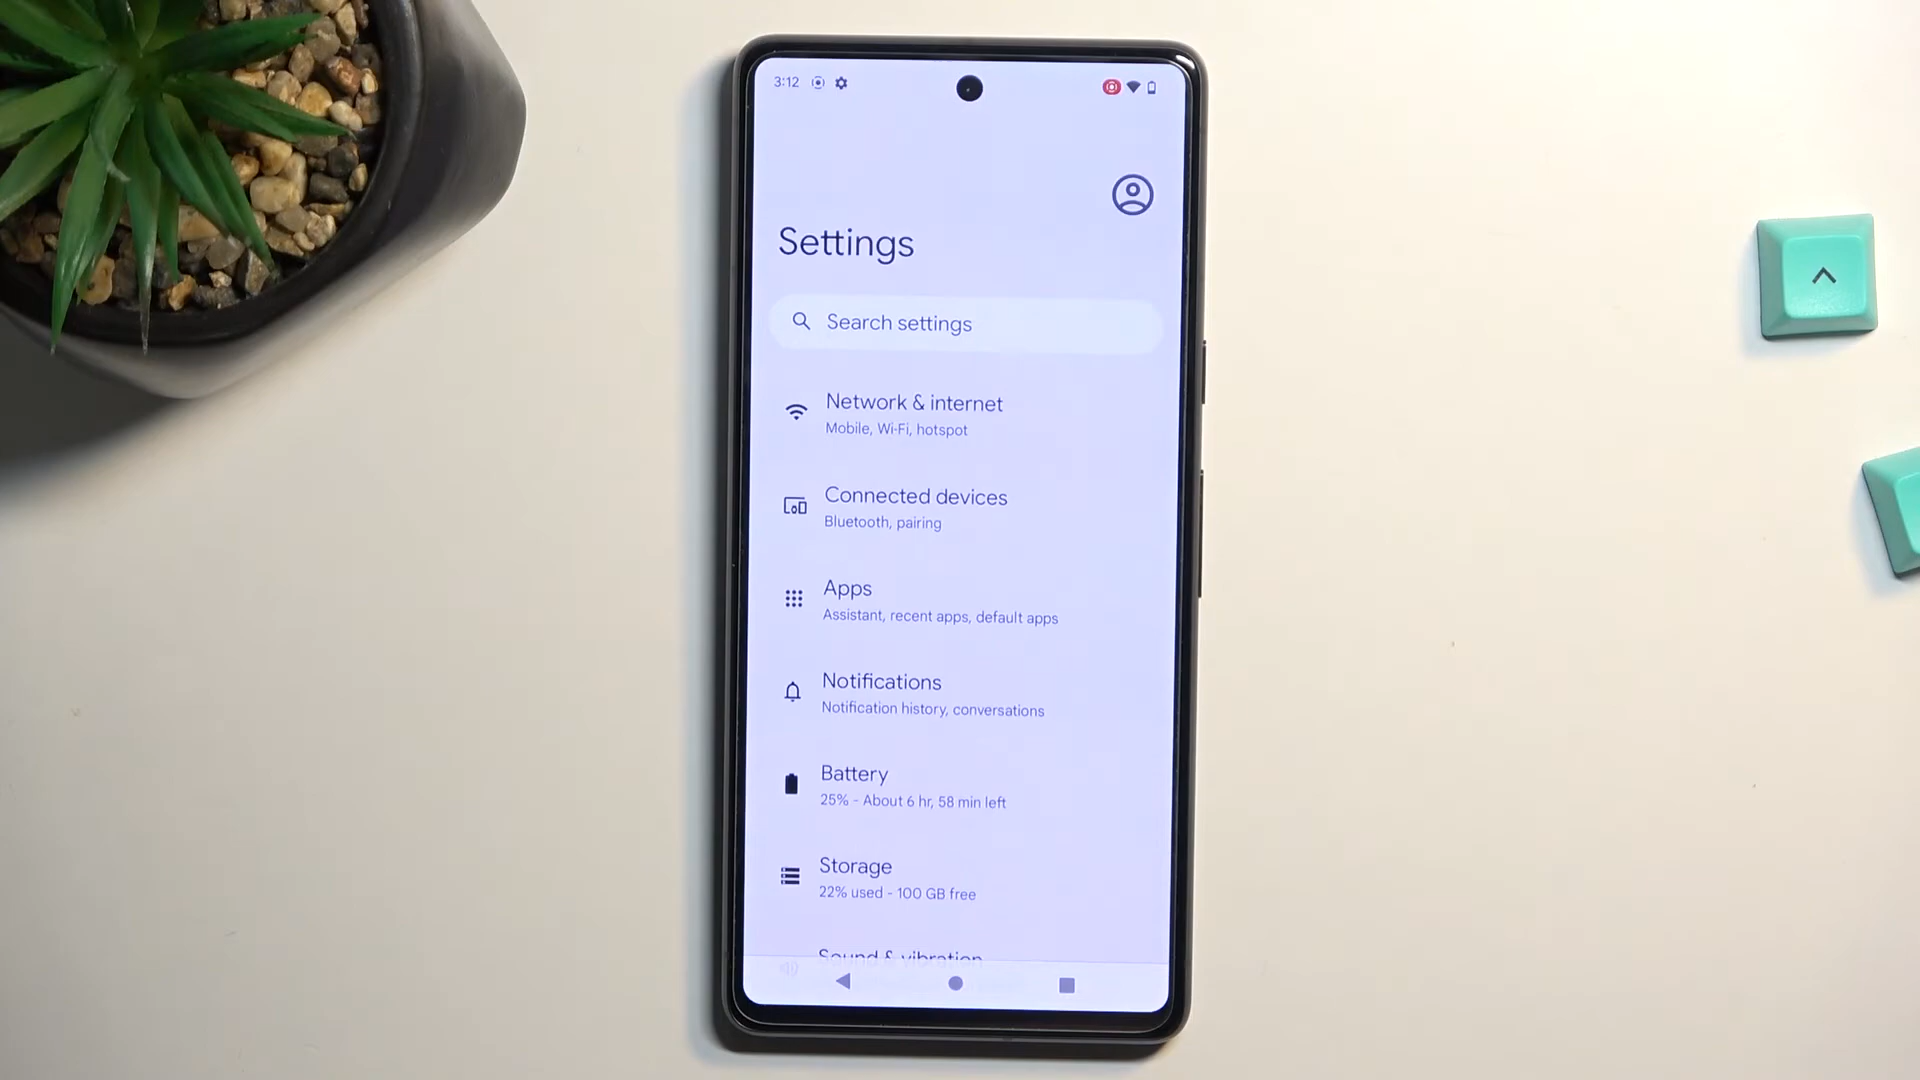 3:12
Settings
Search settings
Network & internet
Mobile, Wi-Fi, hotspot
Connected devices
Bluetooth, pairing
Apps
Assistant, recent apps, default apps
Notifications
Notification history, conversations
Battery
25% - About 6 hr, 58 min left
Storage
22% used - 100 GB free
Sound & vibration